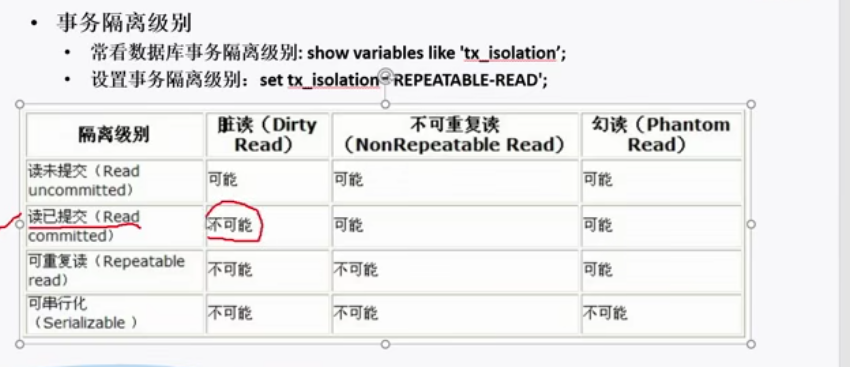 事务隔离级别
常看数据库事务隔离级别: show variables like 'tx_isolation’;
设置事务隔离级别：set tx_isolation REPEATABLE-READ';
隔离级别 脏读（Dirty Read） 不可重复读（NonRepeatable Read） 幻读（Phantom Read）
读未提交（Read uncommitted） 可能 可能 可能
读已提交（Read committed） 不可能 可能 可能
可重复读（Repeatable read） 不可能 不可能 可能
可串行化（Serializable ） 不可能 不可能 不可能